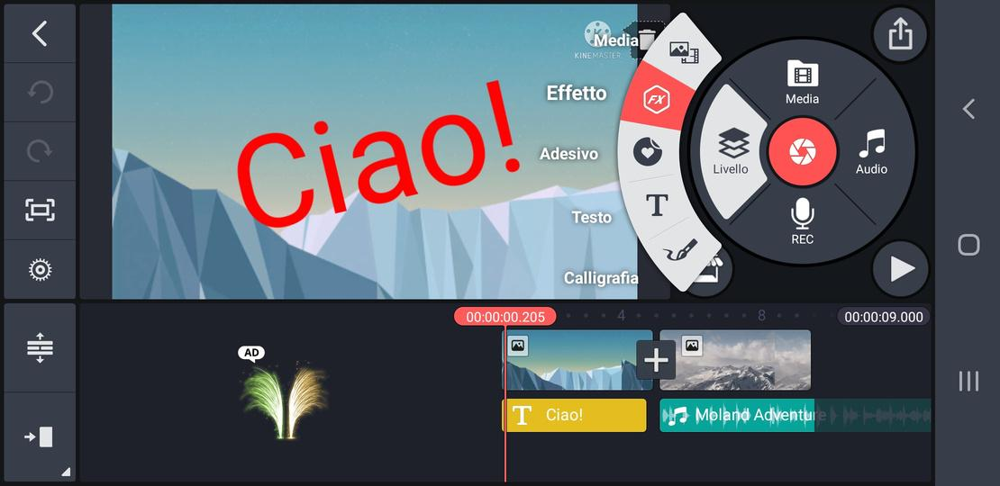 KINEMASTER
Ciao!
Media
Effetto
Adesivo
Testo
Calligrafia
FX
T
Media
Livello
Audio
REC
00:00:00.205
4
8
00:00:09.000
AD
T Ciao!
Moland Adventure